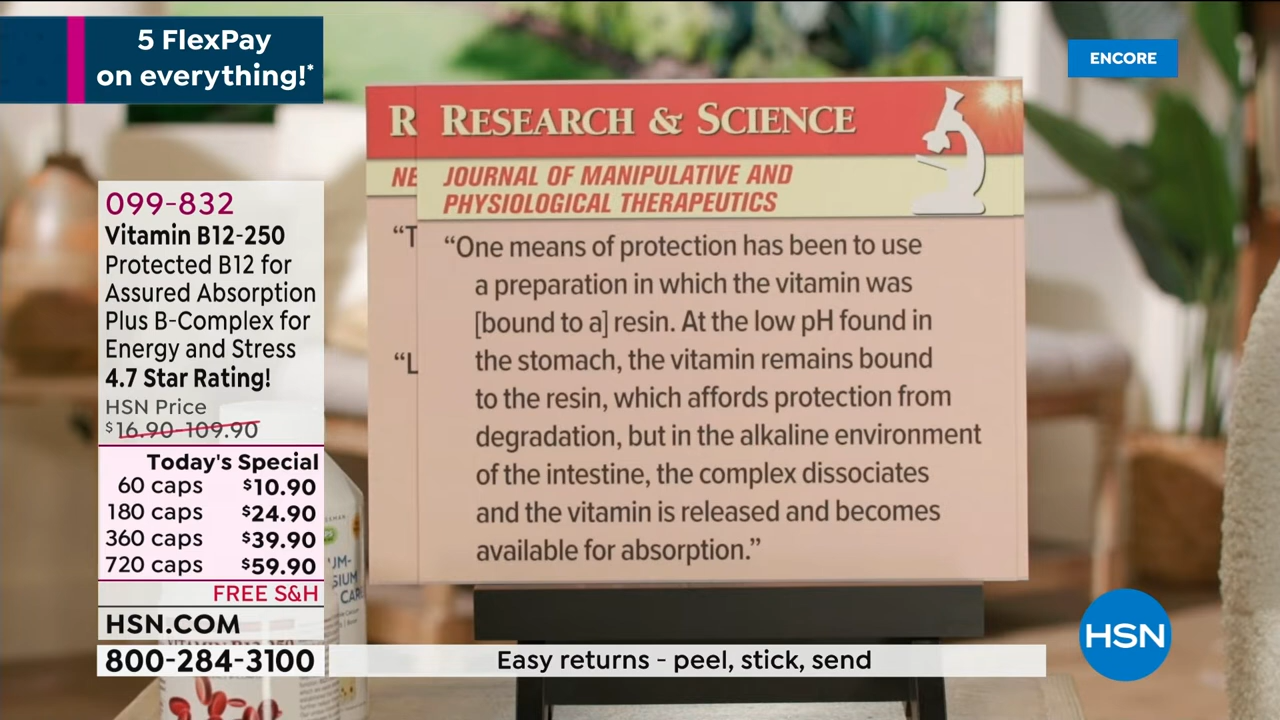 5 FlexPay
on everything!*
ENCORE
099-832
Vitamin B12-250
Protected B12 for
Assured Absorption
Plus B-Complex for
Energy and Stress
4.7 Star Rating!
HSN Price
$16.90-109.90
Today's Special
60 caps $10.90
180 caps $24.90
360 caps $39.90
720 caps $59.90
FREE S&H
HSN.COM
800-284-3100
R
NE
“T
“L
RESEARCH & SCIENCE
JOURNAL OF MANIPULATIVE AND
PHYSIOLOGICAL THERAPEUTICS
“One means of protection has been to use
a preparation in which the vitamin was
[bound to a] resin. At the low pH found in
the stomach, the vitamin remains bound
to the resin, which affords protection from
degradation, but in the alkaline environment
of the intestine, the complex dissociates
and the vitamin is released and becomes
available for absorption.”
HSN
Easy returns - peel, stick, send